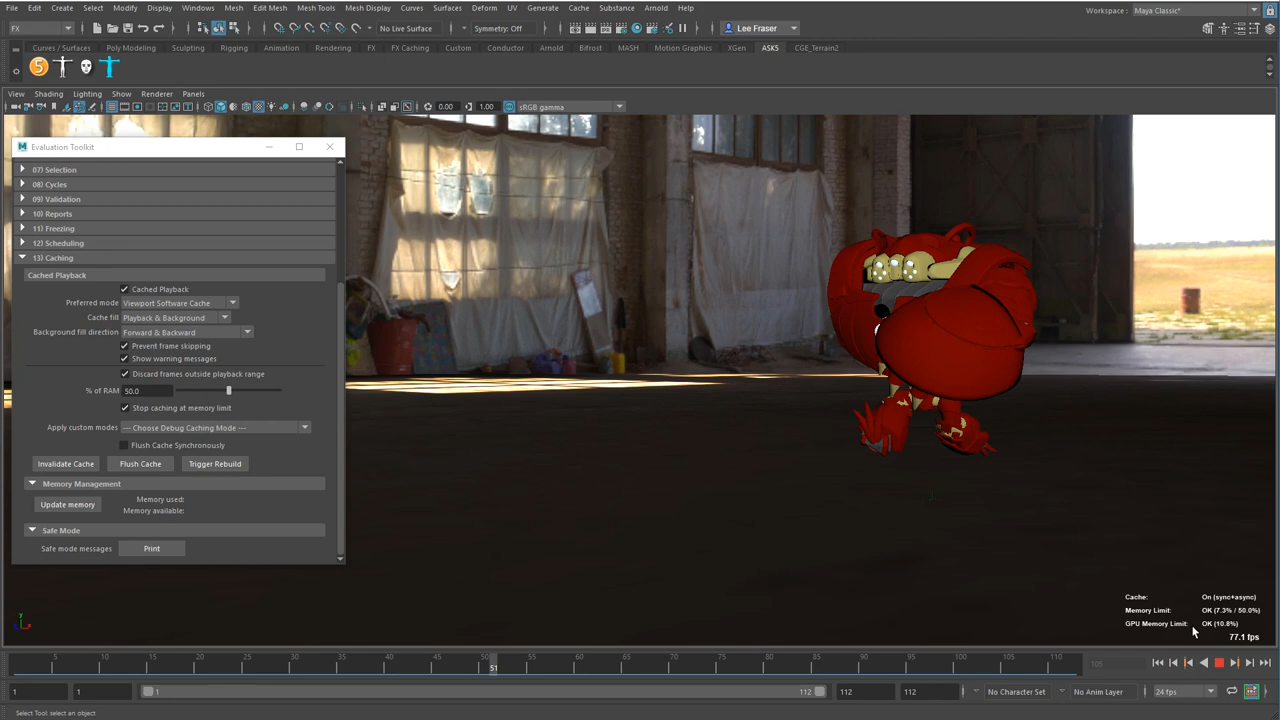 File Edit Create Select Modify Display Windows Mesh Edit Mesh Mesh Tools Mesh Display Curves Surfaces Deform UV Generate Cache Substance Arnold Help Workspace : Maya Classic*
FX No Live Surface Symmetry: Off Lee Fraser
Curves / Surfaces Poly Modeling Sculpting Rigging Animation Rendering FX FX Caching Custom Conductor Arnold Bifrost MASH Motion Graphics XGen ASK5 CGE_Terrain2
5
View Shading Lighting Show Renderer Panels
0.00 1.00 sRGB gamma
Evaluation Toolkit
07) Selection
08) Cycles
09) Validation
10) Reports
11) Freezing
12) Scheduling
13) Caching
Cached Playback
Cached Playback
Preferred mode Viewport Software Cache
Cache fill Playback & Background
Background fill direction Forward & Backward
Prevent frame skipping
Show warning messages
Discard frames outside playback range
% of RAM 50.0
Stop caching at memory limit
Apply custom modes --- Choose Debug Caching Mode ---
Flush Cache Synchronously
Invalidate Cache Flush Cache Trigger Rebuild
Memory Management
Update memory Memory used:
Memory available:
Safe Mode
Safe mode messages Print
Cache: On (sync+async)
Memory Limit: OK (7.3% / 50.0%)
GPU Memory Limit: OK (10.8%)
77.1 fps
y
x
5 10 15 20 25 30 35 40 45 50 55 60 65 70 75 80 85 90 95 100 105 110
51
105
1 1 1 112 112 112 No Character Set No Anim Layer 24 fps
Select Tool: select an object